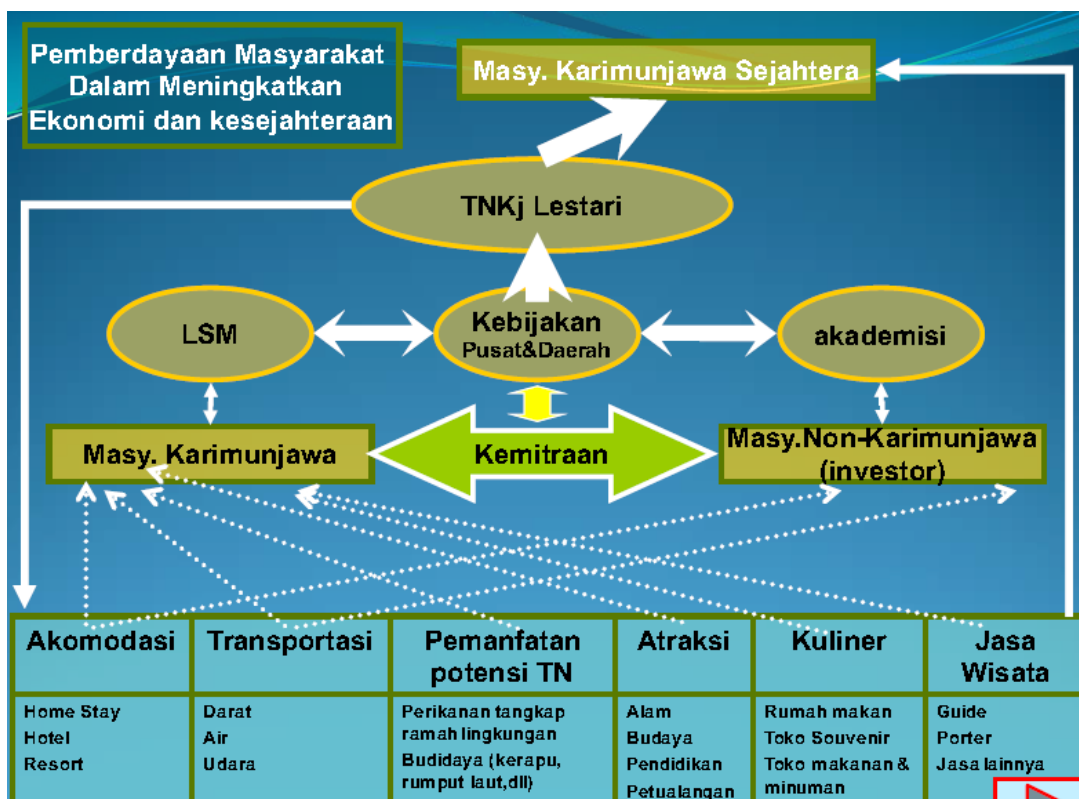 Pemberdayaan Masyarakat
Dalam Meningkatkan
Ekonomi dan kesejahteraan
Masy. Karimunjawa Sejahtera
TNKj Lestari
LSM
Kebijakan
Pusat&Daerah
akademisi
Masy. Karimunjawa
Kemitraan
Masy.Non-Karimunjawa
(investor)
Akomodasi
Home Stay
Hotel
Resort
Transportasi
Darat
Air
Udara
Pemanfatan
potensi TN
Perikanan tangkap
ramah lingkungan
Budidaya (kerapu,
rumput laut,dll)
Atraksi
Alam
Budaya
Pendidikan
Petualangan
Kuliner
Rumah makan
Toko Souvenir
Toko makanan &
minuman
Jasa
Wisata
Guide
Porter
Jasa lainnya